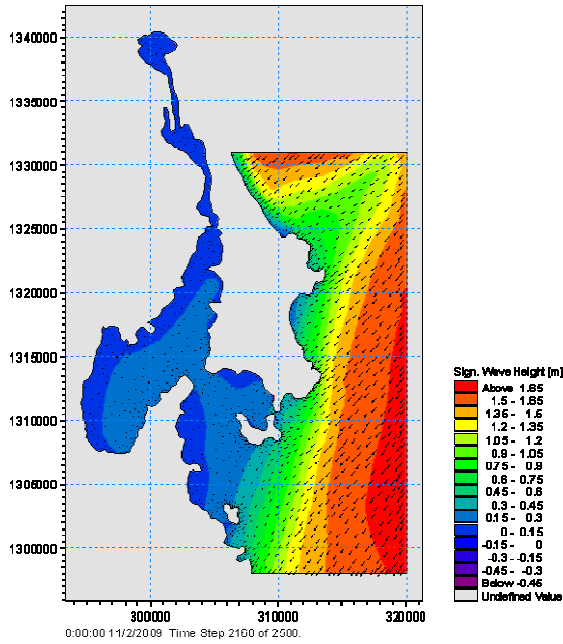 1340000
1335000
1330000
1325000
1320000
1315000
1310000
1305000
1300000
300000 310000 320000
0:00:00 11/2/2009 Time Step 2160 of 2500.
Sign. Wave Height [m]
Above 1.65
1.5 - 1.65
1.35 - 1.5
1.2 - 1.35
1.05 - 1.2
0.9 - 1.05
0.75 - 0.9
0.6 - 0.75
0.45 - 0.6
0.3 - 0.45
0.15 - 0.3
0 - 0.15
-0.15 - 0
-0.3 - -0.15
-0.45 - -0.3
Below -0.45
Undefined Value